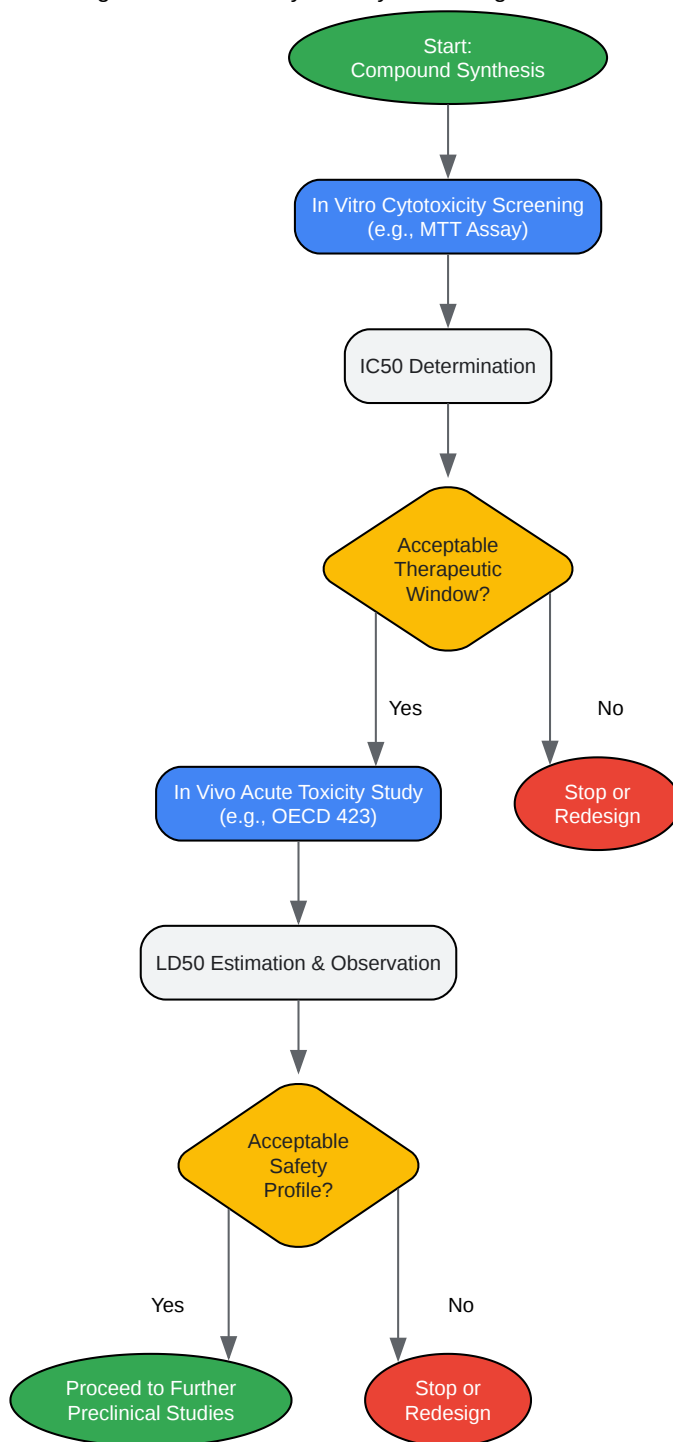 Start:
Compound Synthesis
In Vitro Cytotoxicity Screening
(e.g., MTT Assay)
IC50 Determination
Acceptable
Therapeutic
Window?
Yes
No
In Vivo Acute Toxicity Study
(e.g., OECD 423)
Stop or
Redesign
LD50 Estimation & Observation
Acceptable
Safety
Profile?
Yes
No
Proceed to Further
Preclinical Studies
Stop or
Redesign